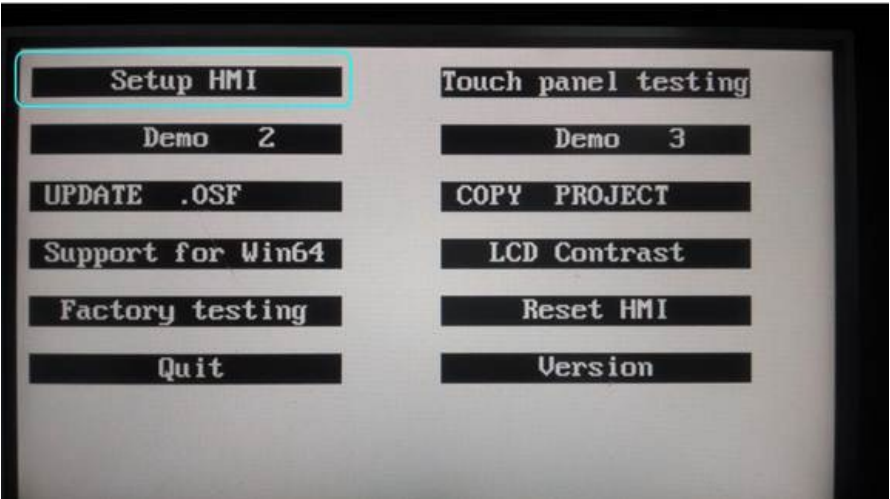 Setup HMI
Touch panel testing
Demo 2
Demo 3
UPDATE .OSF
COPY PROJECT
Support for Win64
LCD Contrast
Factory testing
Reset HMI
Quit
Version